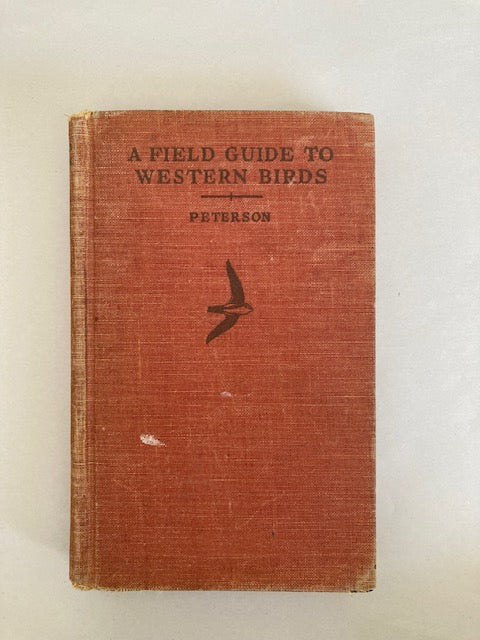 A FIELD GUIDE TO
WESTERN BIRDS
PETERSON